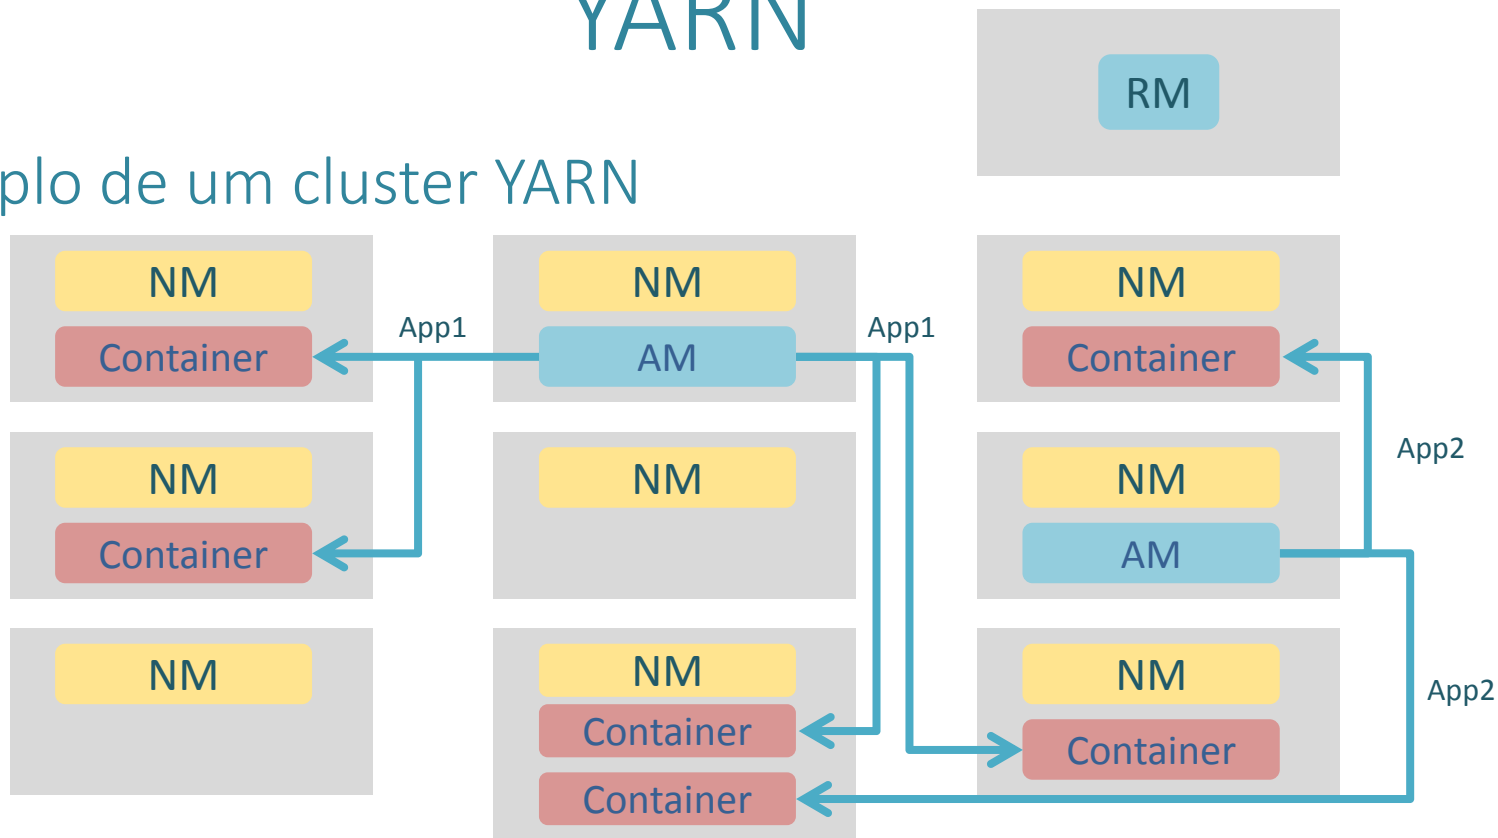 YARN
RM
plo de um cluster YARN
NM
NM
NM
Container
App1
AM
App1
Container
NM
NM
NM
App2
Container
AM
NM
NM
NM
App2
Container
Container
Container